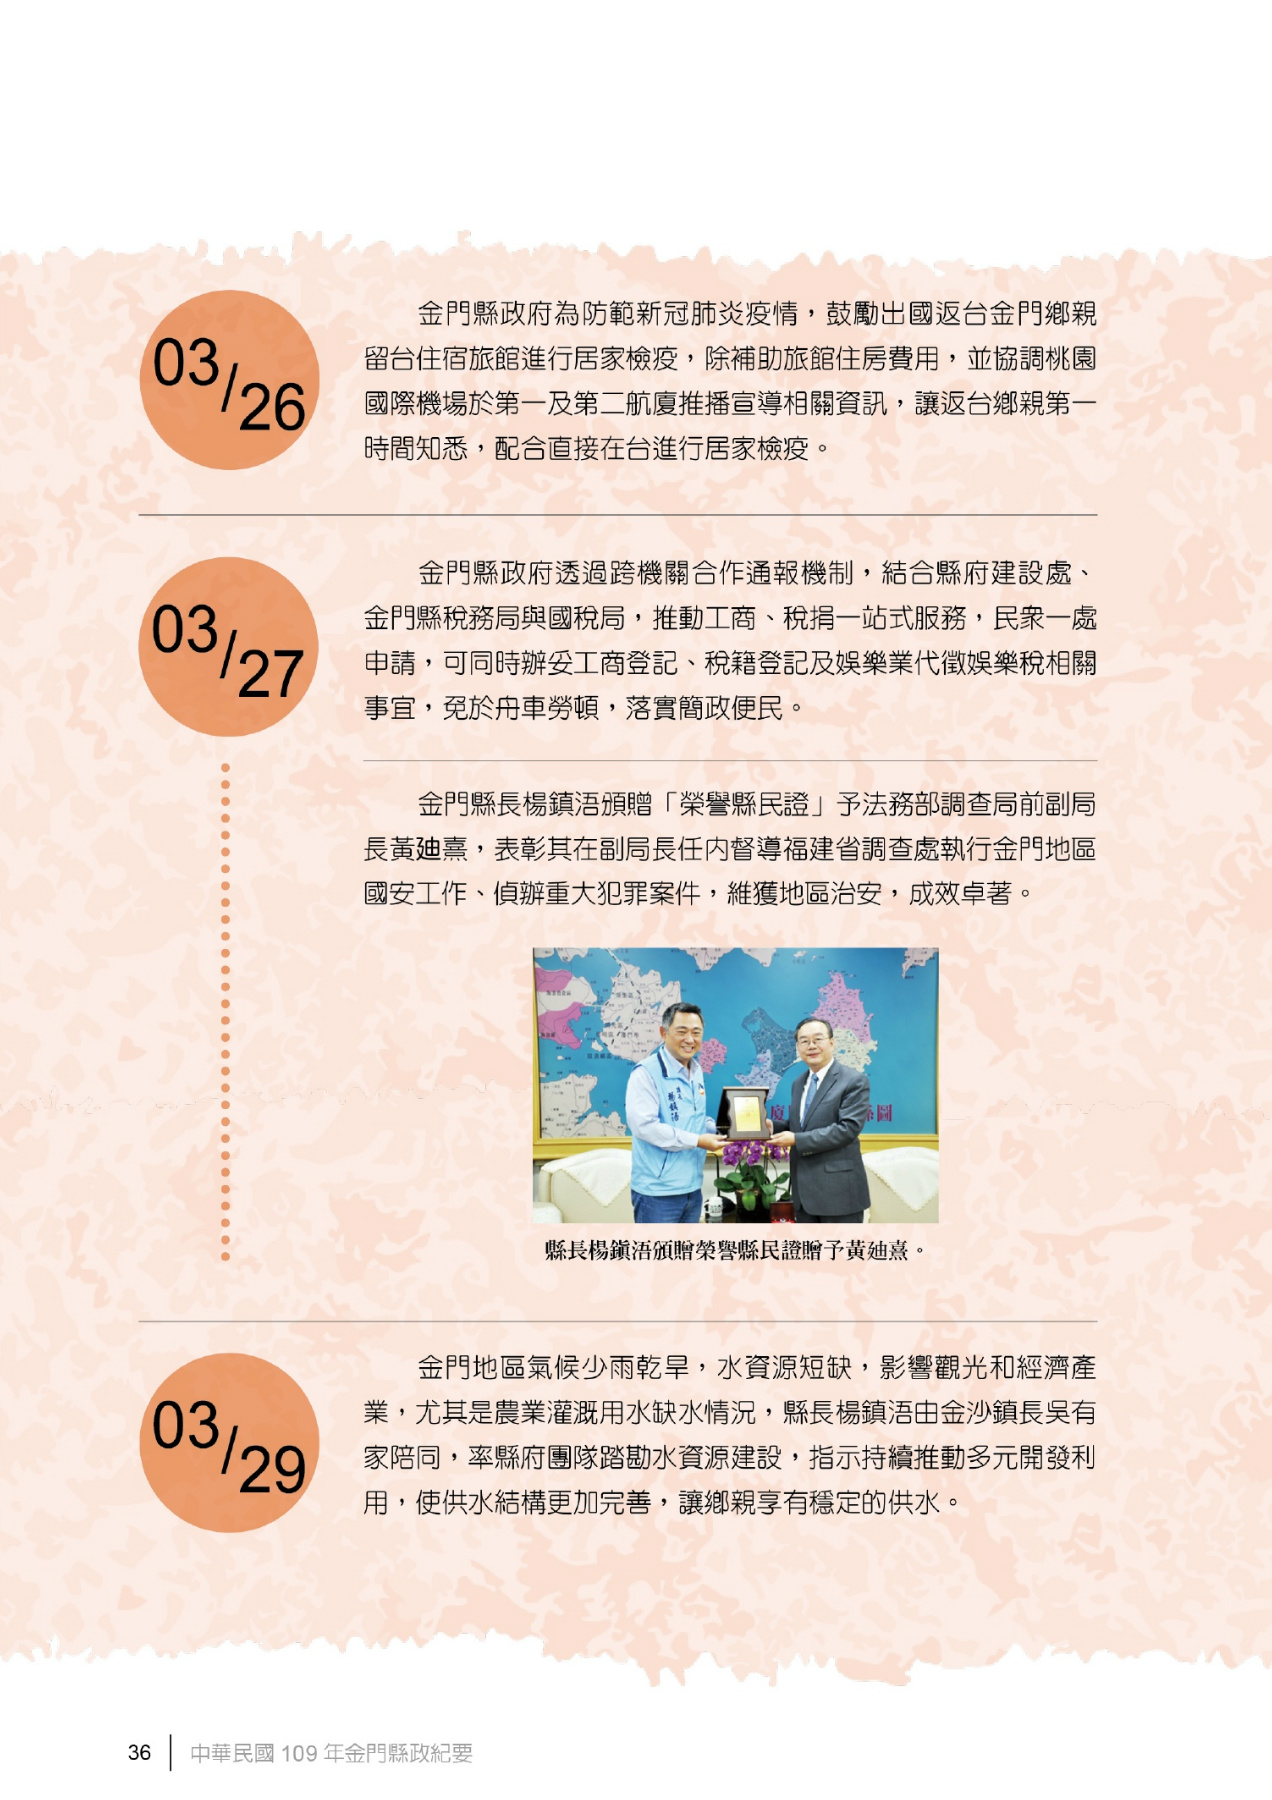 03/26
金門縣政府為防範新冠肺炎疫情，鼓勵出國返台金門鄉親
留台住宿旅館進行居家檢疫，除補助旅館住房費用，並協調桃園
國際機場於第一及第二航廈推播宣導相關資訊，讓返台鄉親第一
時間知悉，配合直接在台進行居家檢疫。
03/27
金門縣政府透過跨機關合作通報機制，結合縣府建設處、
金門縣稅務局與國稅局，推動工商、稅捐一站式服務，民眾一處
申請，可同時辦妥工商登記、稅籍登記及娛樂業代徵娛樂稅相關
事宜，免於舟車勞頓，落實簡政便民。
金門縣長楊鎮浯頒贈「榮譽縣民證」予法務部調查局前副局
長黃廸熹，表彰其在副局長任內督導福建省調查處執行金門地區
國安工作、偵辦重大犯罪案件，維獲地區治安，成效卓著。
縣長楊鎮浯頒贈榮譽縣民證贈予黃廸熹。
03/29
金門地區氣候少雨乾旱，水資源短缺，影響觀光和經濟產
業，尤其是農業灌溉用水缺水情況，縣長楊鎮浯由金沙鎮長吳有
家陪同，率縣府團隊踏勘水資源建設，指示持續推動多元開發利
用，使供水結構更加完善，讓鄉親享有穩定的供水。
36 中華民國 109 年金門縣政紀要